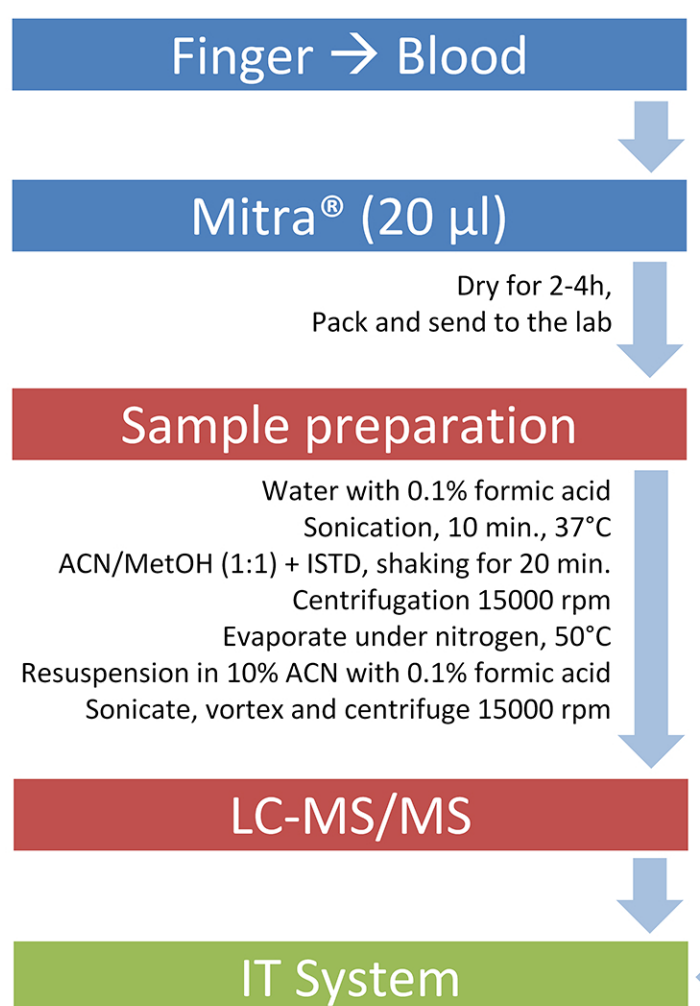 Finger → Blood
Mitra® (20 µl)
Dry for 2-4h,
Pack and send to the lab
Sample preparation
Water with 0.1% formic acid
Sonication, 10 min., 37°C
ACN/MetOH (1:1) + ISTD, shaking for 20 min.
Centrifugation 15000 rpm
Evaporate under nitrogen, 50°C
Resuspension in 10% ACN with 0.1% formic acid
Sonicate, vortex and centrifuge 15000 rpm
LC-MS/MS
IT System